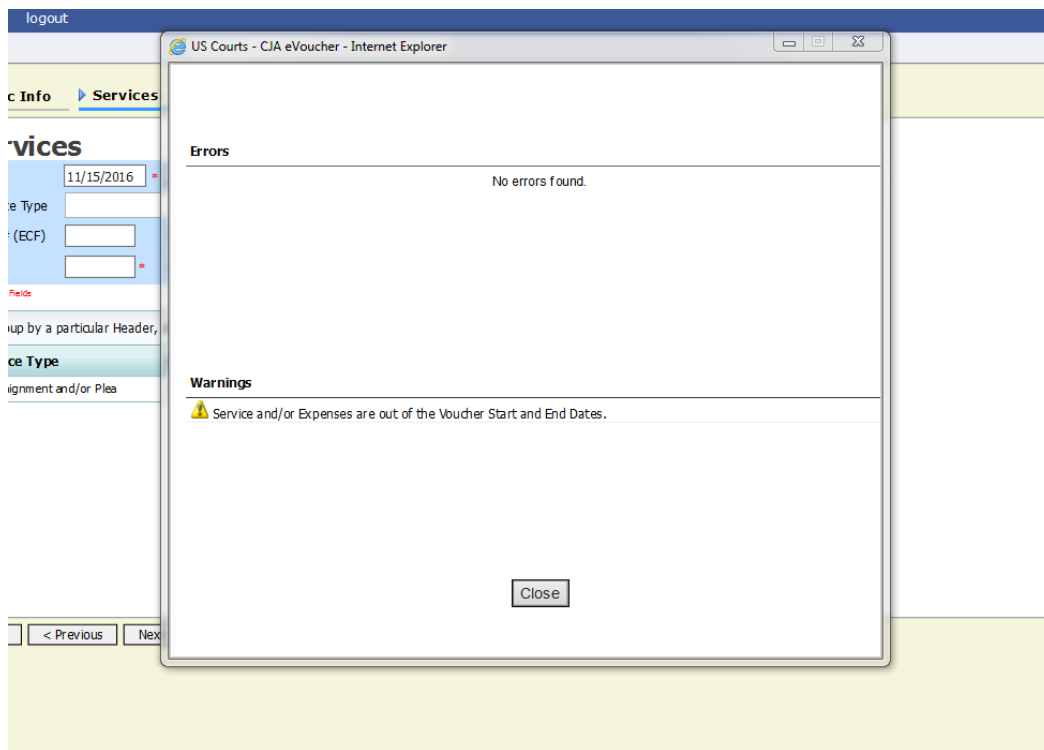 logout
US Courts - CJA eVoucher - Internet Explorer
c Info
Services
rvices
Errors
11/15/2016 *
No errors found.
e Type
(ECF)
*
Fields
oup by a particular Header,
ce Type
Warnings
ignment and/or Plea
Service and/or Expenses are out of the Voucher Start and End Dates.
Close
< Previous
Nex